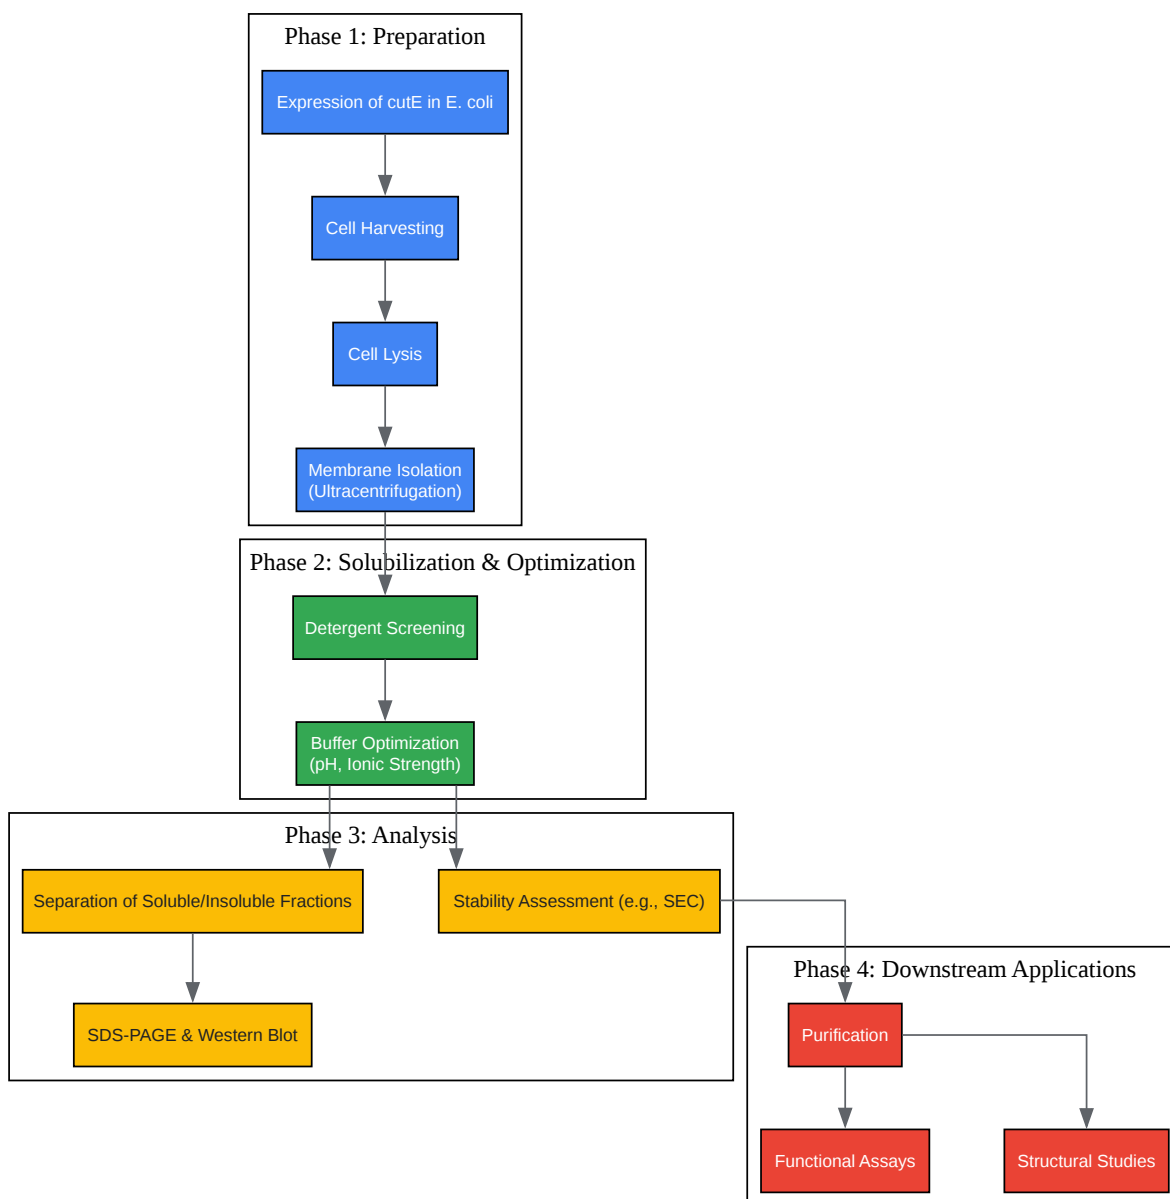 Phase 1: Preparation
Expression of cutE in E. coli
Cell Harvesting
Cell Lysis
Membrane Isolation
(Ultracentrifugation)
Phase 2: Solubilization & Optimization
Detergent Screening
Buffer Optimization
(pH, Ionic Strength)
Phase 3: Analysis
Separation of Soluble/Insoluble Fractions
Stability Assessment (e.g., SEC)
SDS-PAGE & Western Blot
Phase 4: Downstream Applications
Purification
Functional Assays
Structural Studies